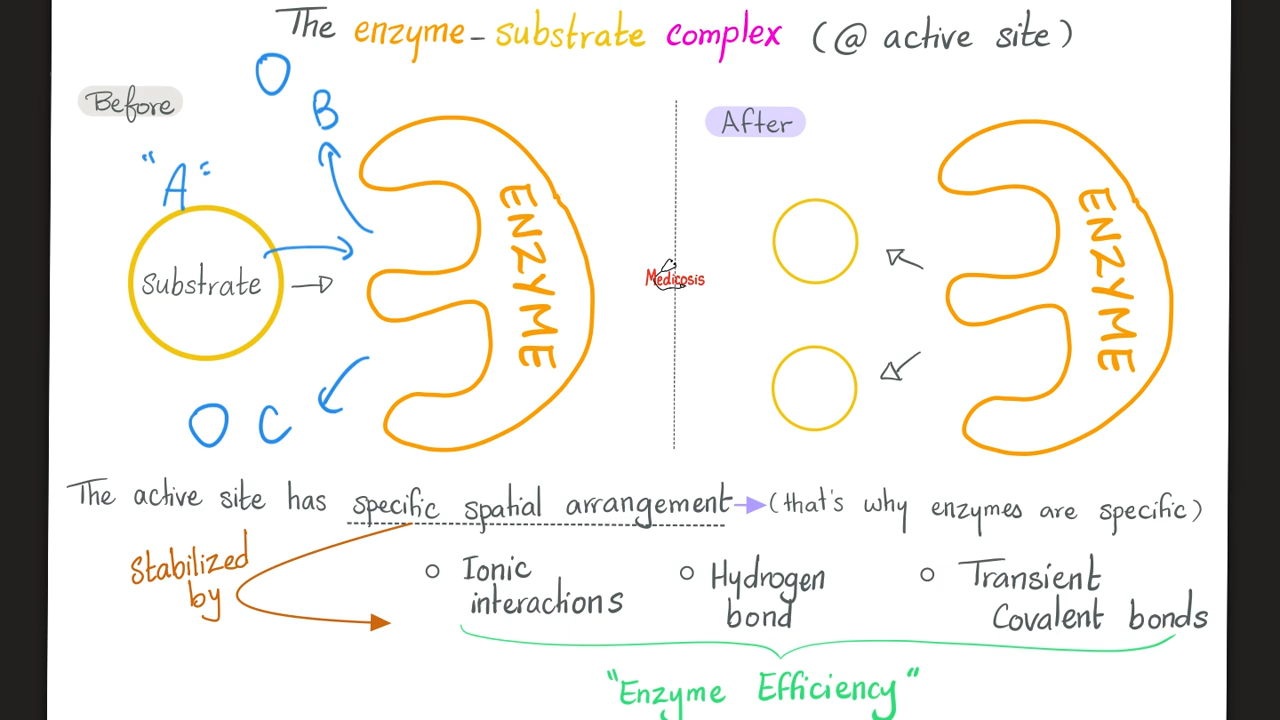 The enzyme - substrate complex (@ active site)
Before
B
"A"
Substrate
ENZYME
C
Medicosis
After
ENZYME
The active site has specific spatial arrangement (that's why enzymes are specific)
Stabilized
by
Ionic
interactions
Hydrogen
bond
Transient
Covalent bonds
"Enzyme Efficiency"